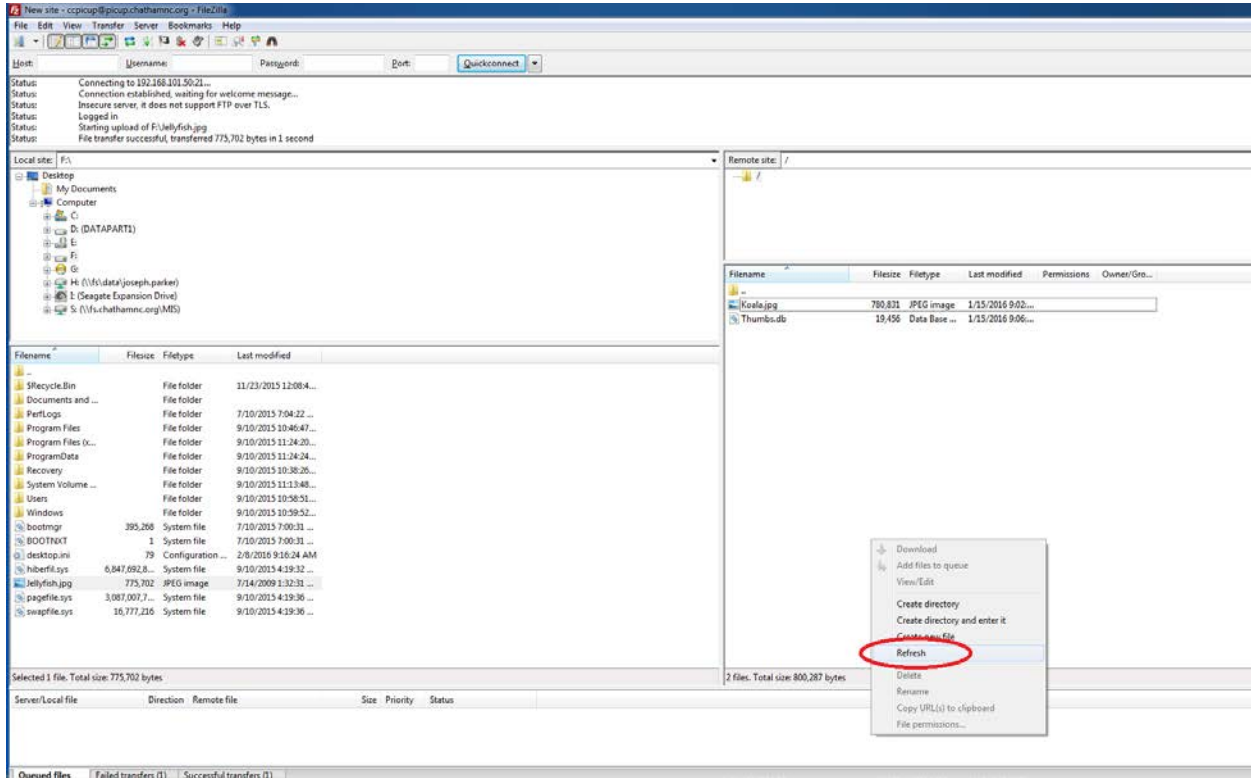 New site - ccpicup@picup.chathamnc.org - FileZilla
File Edit View Transfer Server Bookmarks Help
Host: Username: Password: Port: Quickconnect
Status: Connecting to 192.168.101.50:21...
Status: Connection established, waiting for welcome message...
Status: Insecure server, it does not support FTP over TLS.
Status: Logged in
Status: Starting upload of F:\Jellyfish.jpg
Status: File transfer successful, transferred 775,702 bytes in 1 second
Local site: F:\
Desktop
My Documents
Computer
C:
D: (DATAPART1)
E:
F:
G:
H: (\\fs\data\joseph.parker)
I: (Seagate Expansion Drive)
S: (\\fs.chathamnc.org\MIS)
Filename Filesize Filetype Last modified
..
$Recycle.Bin File folder 11/23/2015 12:08:4...
Documents and ... File folder
PerfLogs File folder 7/10/2015 7:04:22 ...
Program Files File folder 9/10/2015 10:46:47...
Program Files (x... File folder 9/10/2015 11:24:20...
ProgramData File folder 9/10/2015 11:24:24...
Recovery File folder 9/10/2015 10:38:26...
System Volume ... File folder 9/10/2015 11:13:48...
Users File folder 9/10/2015 10:58:51...
Windows File folder 9/10/2015 10:59:52...
bootmgr 395,268 System file 7/10/2015 7:00:31 ...
BOOTNXT 1 System file 7/10/2015 7:00:31 ...
desktop.ini 79 Configuration ... 2/8/2016 9:16:24 AM
hiberfil.sys 6,847,692,8... System file 9/10/2015 4:19:32 ...
Jellyfish.jpg 775,702 JPEG image 7/14/2009 1:32:31 ...
pagefile.sys 3,087,007,7... System file 9/10/2015 4:19:36 ...
swapfile.sys 16,777,216 System file 9/10/2015 4:19:36 ...
Selected 1 file. Total size: 775,702 bytes
Remote site: /
/
Filename Filesize Filetype Last modified Permissions Owner/Gro...
..
Koala.jpg 780,831 JPEG image 1/15/2016 9:02:...
Thumbs.db 19,456 Data Base ... 1/15/2016 9:06:...
Download
Add files to queue
View/Edit
Create directory
Create directory and enter it
Create new file
Refresh
Delete
Rename
Copy URL(s) to clipboard
File permissions...
2 files. Total size: 800,287 bytes
Server/Local file Direction Remote file Size Priority Status
Queued files Failed transfers (1) Successful transfers (1)